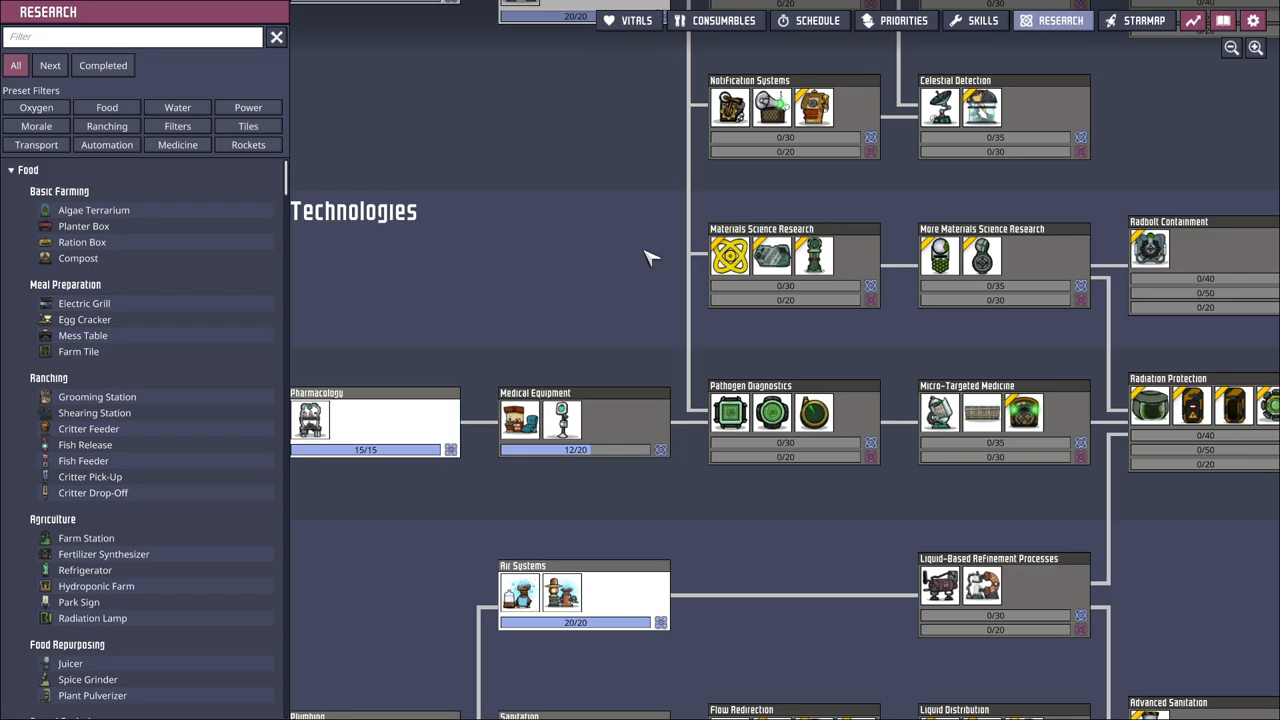 RESEARCH
Filter
All Next Completed
Preset Filters
Oxygen Food Water Power
Morale Ranching Filters Tiles
Transport Automation Medicine Rockets
Food
Basic Farming
Algae Terrarium
Planter Box
Ration Box
Compost
Meal Preparation
Electric Grill
Egg Cracker
Mess Table
Farm Tile
Ranching
Grooming Station
Shearing Station
Critter Feeder
Fish Release
Fish Feeder
Critter Pick-Up
Critter Drop-Off
Agriculture
Farm Station
Fertilizer Synthesizer
Refrigerator
Hydroponic Farm
Park Sign
Radiation Lamp
Food Repurposing
Juicer
Spice Grinder
Plant Pulverizer
20/20
VITALS CONSUMABLES SCHEDULE PRIORITIES SKILLS RESEARCH STARMAP
Notification Systems
0/30
0/20
Celestial Detection
0/35
0/30
Technologies
Materials Science Research
0/30
0/20
More Materials Science Research
0/35
0/30
Radbolt Containment
0/40
0/50
0/20
Pharmacology
15/15
Medical Equipment
12/20
Pathogen Diagnostics
0/30
0/20
Micro-Targeted Medicine
0/35
0/30
Radiation Protection
0/40
0/50
0/20
Air Systems
20/20
Liquid-Based Refinement Processes
0/30
0/20
Plumbing
Sanitation
Flow Redirection
Liquid Distribution
Advanced Sanitation